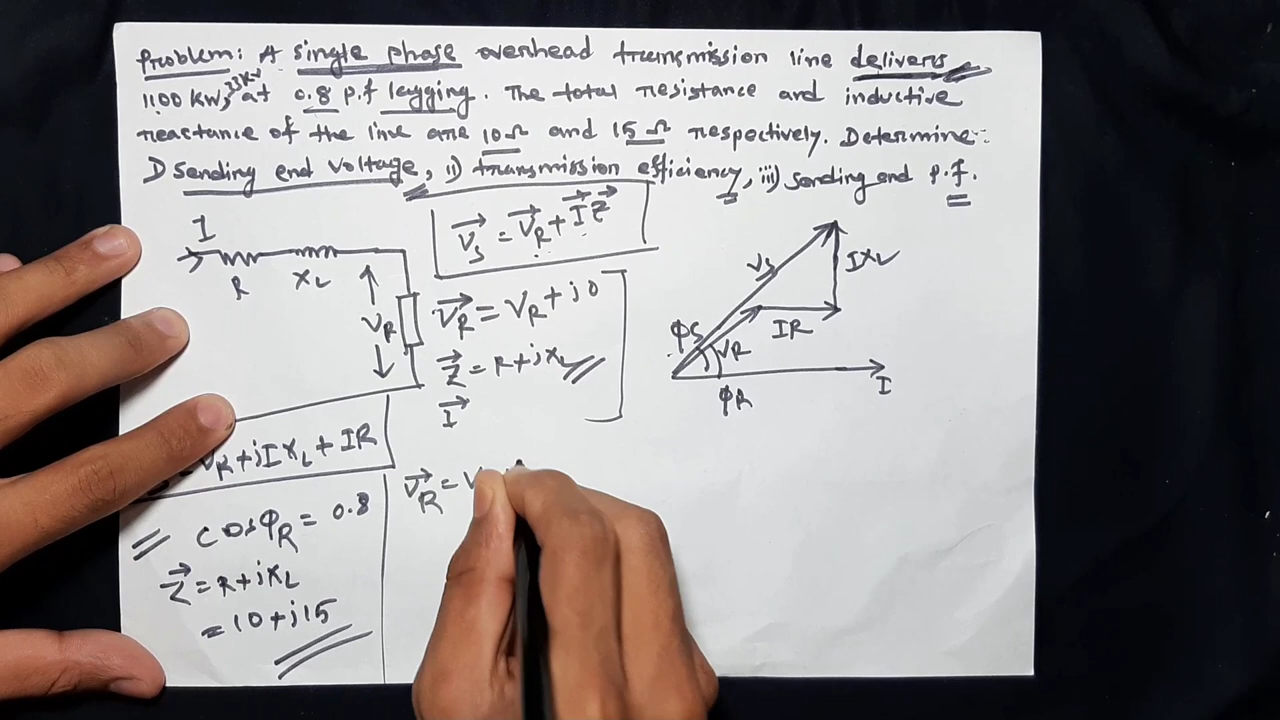 Problem: A single phase overhead transmission line delivers
1100 kW, 33kV at 0.8 p.f lagging. The total resistance and inductive
reactance of the line are 10Ω and 15Ω respectively. Determine:
I) Sending end voltage, ii) transmission efficiency, iii) sending end p.f.
I
R XL
VR
→VS = →VR + →I→Z
→VR = VR + j0
→Z = R + jXL
→I
VS
IXL
φS
VR
IR
φR
I
VR + jIXL + IR
cosφR = 0.8
→Z = R + jXL
= 10 + j15
→VR = V